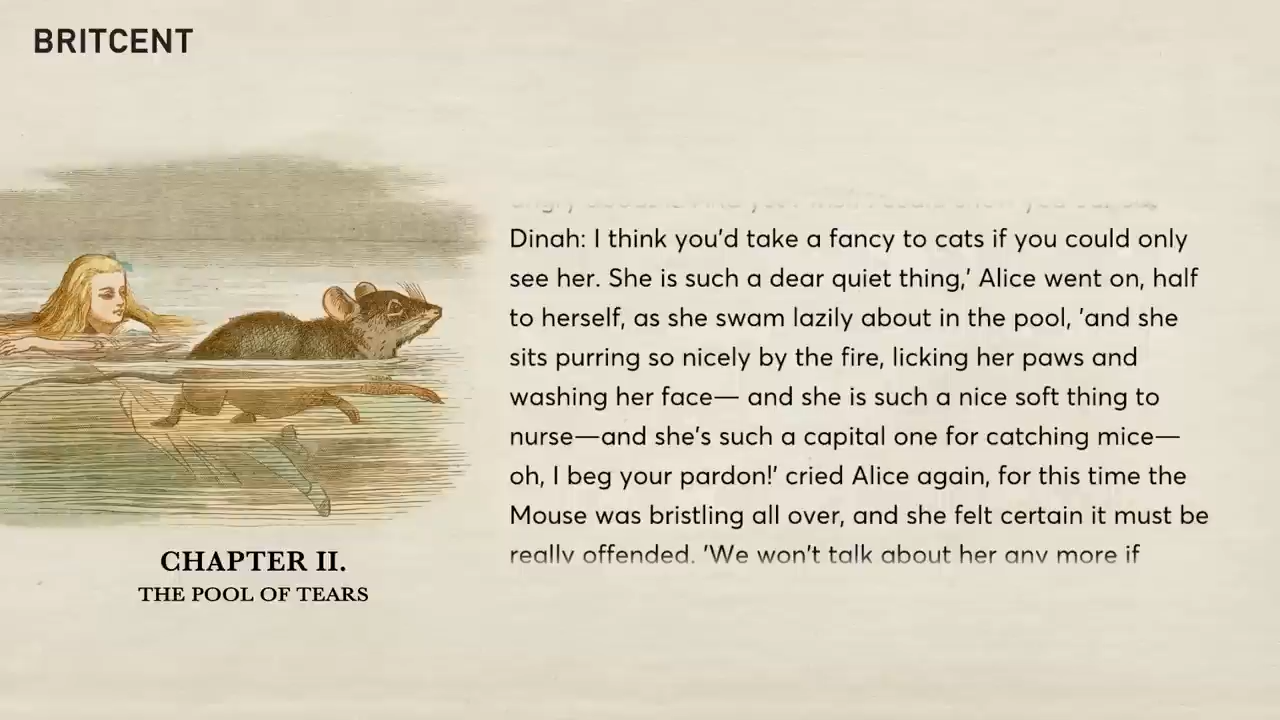 BRITCENT
Dinah: I think you'd take a fancy to cats if you could only
see her. She is such a dear quiet thing,' Alice went on, half
to herself, as she swam lazily about in the pool, 'and she
sits purring so nicely by the fire, licking her paws and
washing her face— and she is such a nice soft thing to
nurse—and she's such a capital one for catching mice—
oh, I beg your pardon!' cried Alice again, for this time the
Mouse was bristling all over, and she felt certain it must be
really offended. 'We won't talk about her any more if
CHAPTER II.
THE POOL OF TEARS